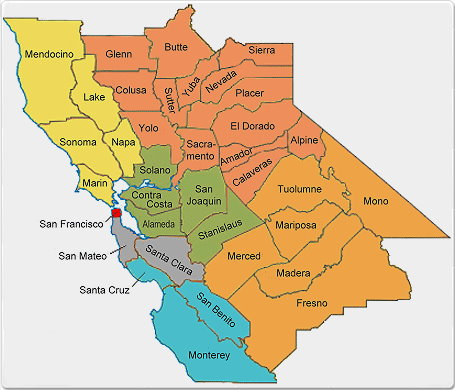 Mendocino
Glenn
Butte
Sierra
Lake
Colusa
Sutter
Yuba
Nevada
Placer
Sonoma
Napa
Yolo
El Dorado
Sacra-
mento
Amador
Alpine
Calaveras
Marin
Solano
Contra
Costa
San
Joaquin
Tuolumne
Mono
San Francisco
Alameda
Stanislaus
Mariposa
San Mateo
Santa Clara
Merced
Madera
Santa Cruz
San Benito
Fresno
Monterey